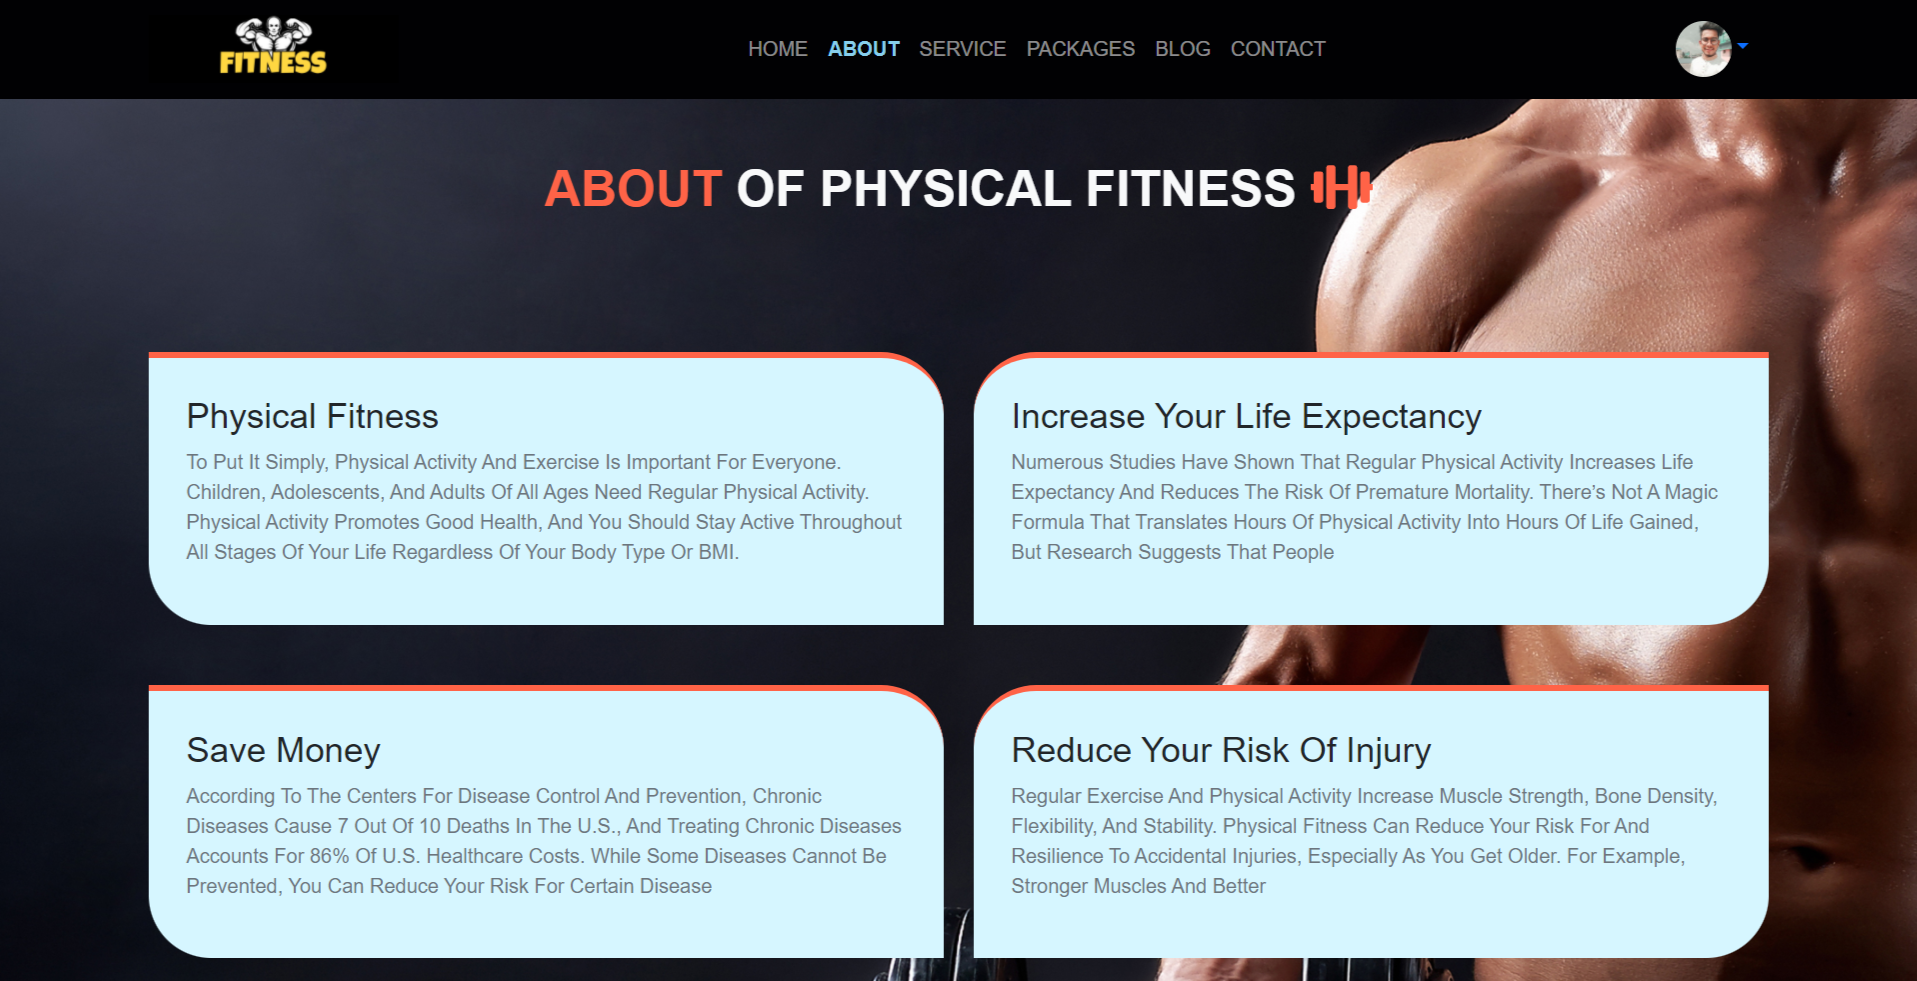 FITNESS
HOME ABOUT SERVICE PACKAGES BLOG CONTACT
ABOUT OF PHYSICAL FITNESS
Physical Fitness
To Put It Simply, Physical Activity And Exercise Is Important For Everyone.
Children, Adolescents, And Adults Of All Ages Need Regular Physical Activity.
Physical Activity Promotes Good Health, And You Should Stay Active Throughout
All Stages Of Your Life Regardless Of Your Body Type Or BMI.
Increase Your Life Expectancy
Numerous Studies Have Shown That Regular Physical Activity Increases Life
Expectancy And Reduces The Risk Of Premature Mortality. There’s Not A Magic
Formula That Translates Hours Of Physical Activity Into Hours Of Life Gained,
But Research Suggests That People
Save Money
According To The Centers For Disease Control And Prevention, Chronic
Diseases Cause 7 Out Of 10 Deaths In The U.S., And Treating Chronic Diseases
Accounts For 86% Of U.S. Healthcare Costs. While Some Diseases Cannot Be
Prevented, You Can Reduce Your Risk For Certain Disease
Reduce Your Risk Of Injury
Regular Exercise And Physical Activity Increase Muscle Strength, Bone Density,
Flexibility, And Stability. Physical Fitness Can Reduce Your Risk For And
Resilience To Accidental Injuries, Especially As You Get Older. For Example,
Stronger Muscles And Better